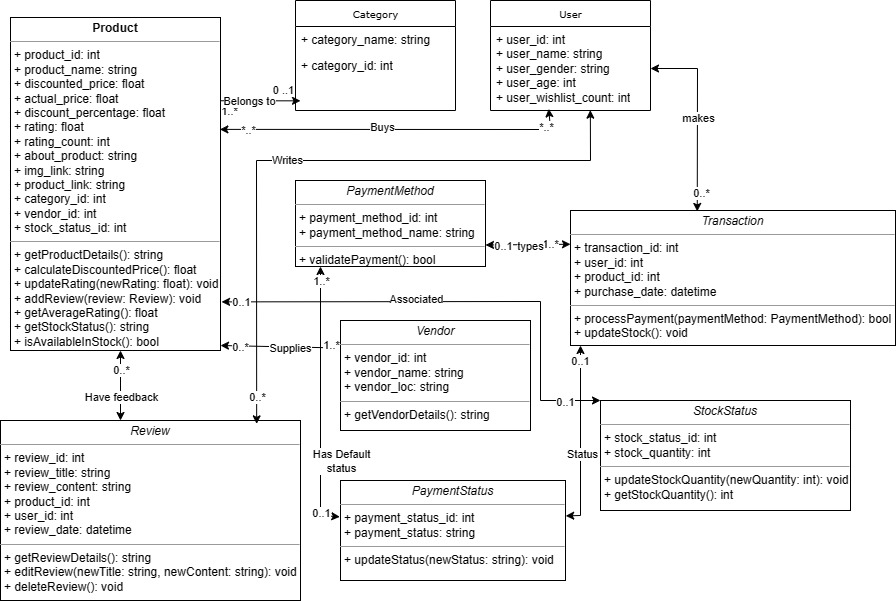 Product
+ product_id: int
+ product_name: string
+ discounted_price: float
+ actual_price: float
+ discount_percentage: float
+ rating: float
+ rating_count: int
+ about_product: string
+ img_link: string
+ product_link: string
+ category_id: int
+ vendor_id: int
+ stock_status_id: int
+ getProductDetails(): string
+ calculateDiscountedPrice(): float
+ updateRating(newRating: float): void
+ addReview(review: Review): void
+ getAverageRating(): float
+ getStockStatus(): string
+ isAvailableInStock(): bool
Category
+ category_name: string
+ category_id: int
User
+ user_id: int
+ user_name: string
+ user_gender: string
+ user_age: int
+ user_wishlist_count: int
0 ..1
Belongs to
1..*
*..*
Buys
*..*
makes
0..*
Writes
0..*
PaymentMethod
+ payment_method_id: int
+ payment_method_name: string
+ validatePayment(): bool
0..1
types
1..*
Transaction
+ transaction_id: int
+ user_id: int
+ product_id: int
+ purchase_date: datetime
+ processPayment(paymentMethod: PaymentMethod): bool
+ updateStock(): void
1..*
0..1
Associated
0..1
0..*
Supplies
1..*
Vendor
+ vendor_id: int
+ vendor_name: string
+ vendor_loc: string
+ getVendorDetails(): string
0..*
Have feedback
0..1
Status
StockStatus
+ stock_status_id: int
+ stock_quantity: int
+ updateStockQuantity(newQuantity: int): void
+ getStockQuantity(): int
Review
+ review_id: int
+ review_title: string
+ review_content: string
+ product_id: int
+ user_id: int
+ review_date: datetime
+ getReviewDetails(): string
+ editReview(newTitle: string, newContent: string): void
+ deleteReview(): void
Has Default
status
0..1
PaymentStatus
+ payment_status_id: int
+ payment_status: string
+ updateStatus(newStatus: string): void